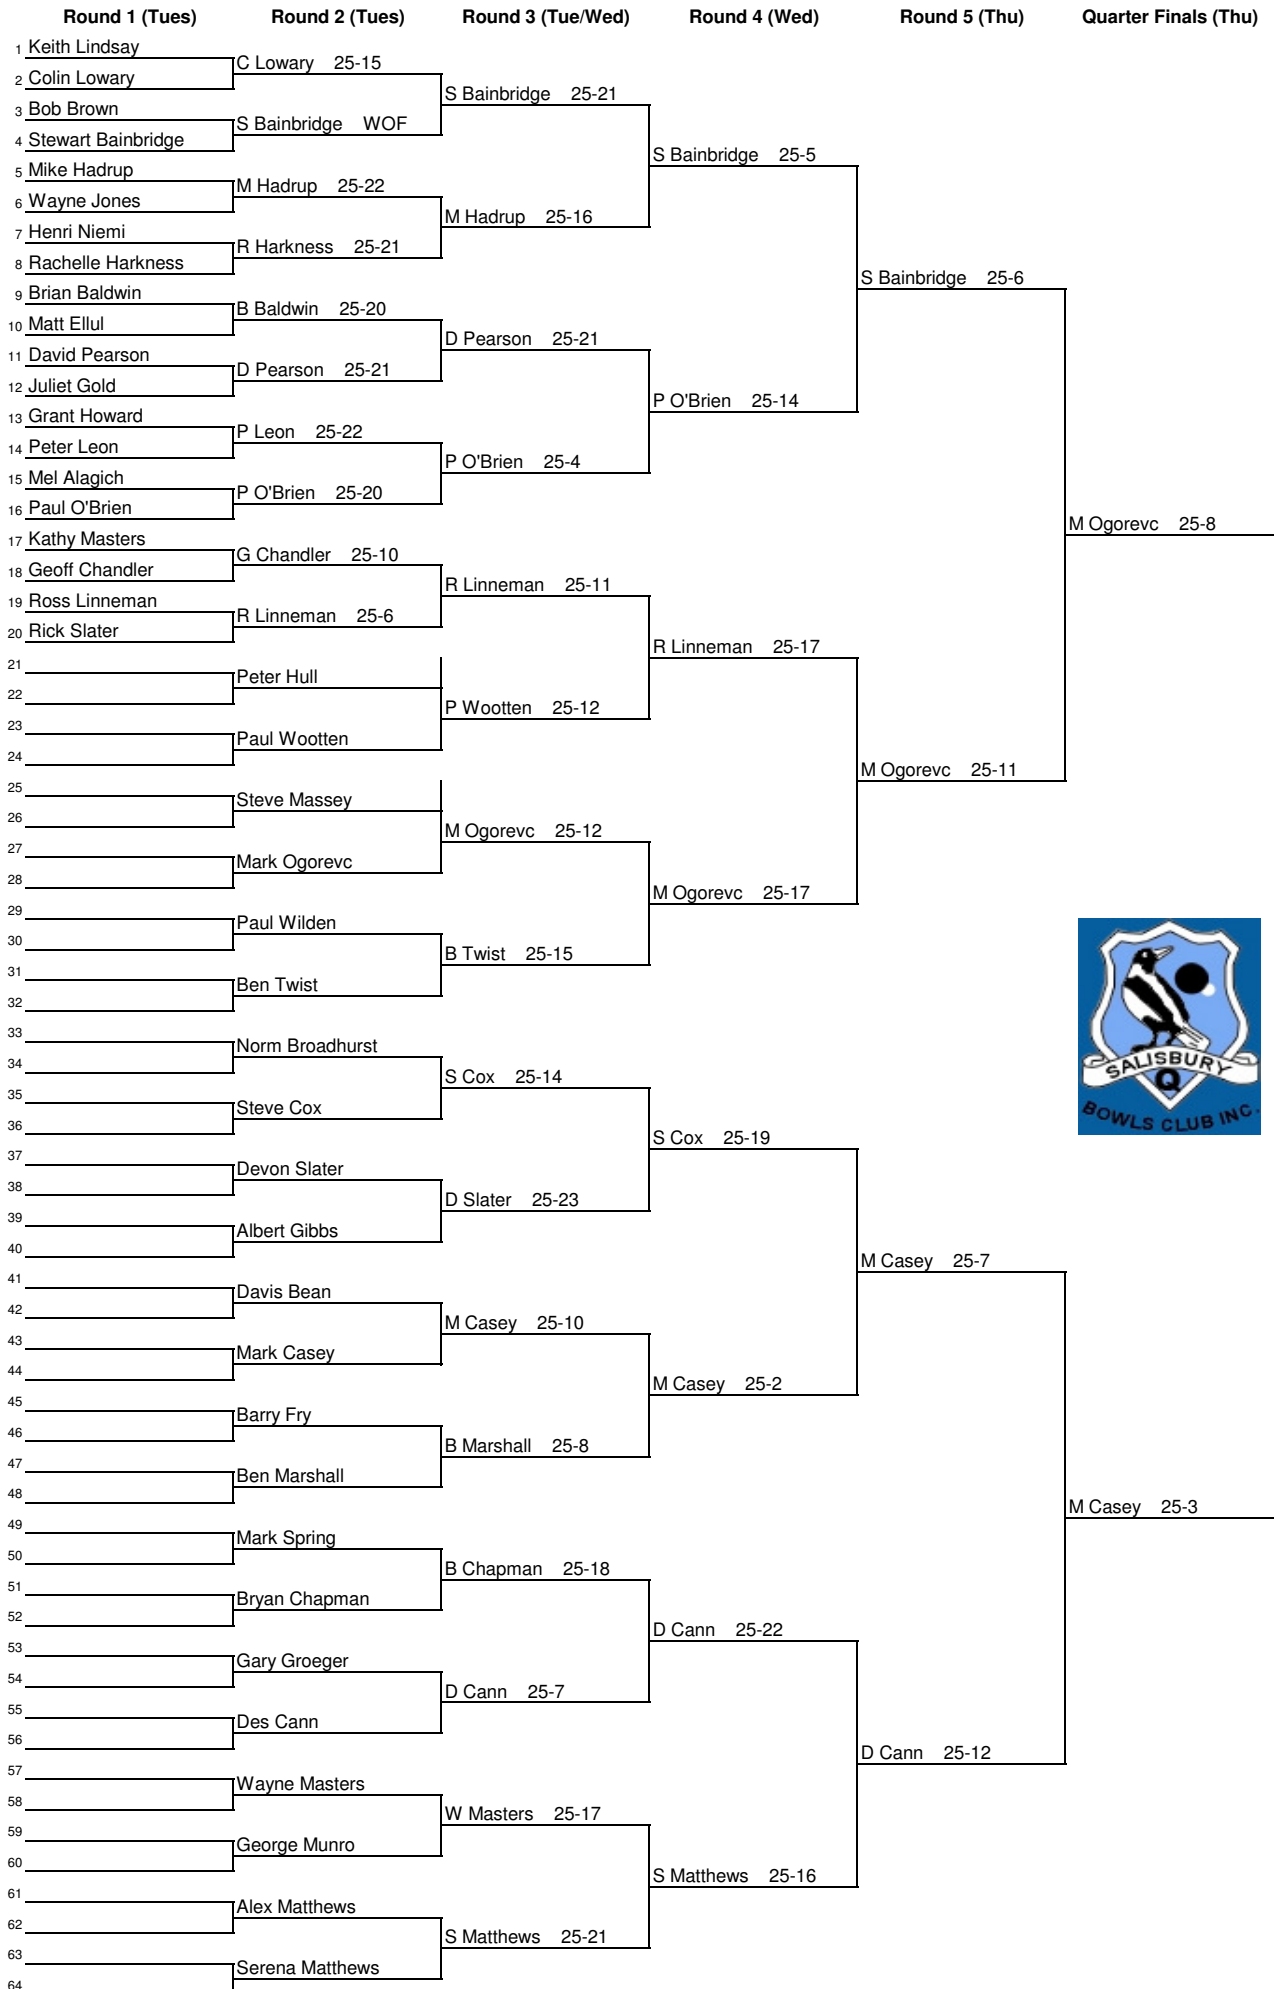 Round 1 (Tues) Round 2 (Tues) Round 3 (Tue/Wed) Round 4 (Wed) Round 5 (Thu) Quarter Finals (Thu)
1 Keith Lindsay
C Lowary 25-15
2 Colin Lowary
S Bainbridge 25-21
3 Bob Brown
S Bainbridge WOF
4 Stewart Bainbridge
S Bainbridge 25-5
5 Mike Hadrup
M Hadrup 25-22
6 Wayne Jones
M Hadrup 25-16
7 Henri Niemi
R Harkness 25-21
8 Rachelle Harkness
S Bainbridge 25-6
9 Brian Baldwin
B Baldwin 25-20
10 Matt Ellul
D Pearson 25-21
11 David Pearson
D Pearson 25-21
12 Juliet Gold
P O'Brien 25-14
13 Grant Howard
P Leon 25-22
14 Peter Leon
P O'Brien 25-4
15 Mel Alagich
P O'Brien 25-20
16 Paul O'Brien
M Ogorevc 25-8
17 Kathy Masters
G Chandler 25-10
18 Geoff Chandler
R Linneman 25-11
19 Ross Linneman
R Linneman 25-6
20 Rick Slater
R Linneman 25-17
21
Peter Hull
22
P Wootten 25-12
23
Paul Wootten
24
M Ogorevc 25-11
25
Steve Massey
26
M Ogorevc 25-12
27
Mark Ogorevc
28
M Ogorevc 25-17
29
Paul Wilden
30
B Twist 25-15
31
Ben Twist
32
33
Norm Broadhurst
34
S Cox 25-14
35
Steve Cox
36
S Cox 25-19
37
Devon Slater
38
D Slater 25-23
39
Albert Gibbs
40
M Casey 25-7
41
Davis Bean
42
M Casey 25-10
43
Mark Casey
44
M Casey 25-2
45
Barry Fry
46
B Marshall 25-8
47
Ben Marshall
48
M Casey 25-3
49
Mark Spring
50
B Chapman 25-18
51
Bryan Chapman
52
D Cann 25-22
53
Gary Groeger
54
D Cann 25-7
55
Des Cann
56
D Cann 25-12
57
Wayne Masters
58
W Masters 25-17
59
George Munro
60
S Matthews 25-16
61
Alex Matthews
62
S Matthews 25-21
63
Serena Matthews
64
SALISBURY
Q
BOWLS CLUB INC.